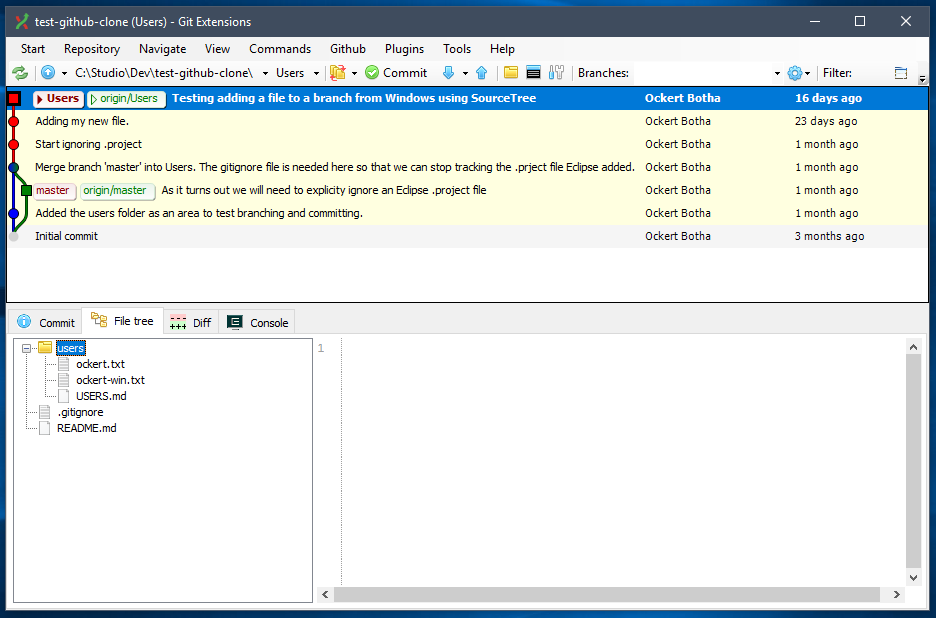 test-github-clone (Users) - Git Extensions
Start Repository Navigate View Commands Github Plugins Tools Help
C:\Studio\Dev\test-github-clone\ Users Commit Branches: Filter:
Users origin/Users Testing adding a file to a branch from Windows using SourceTree Ockert Botha 16 days ago
Adding my new file. Ockert Botha 23 days ago
Start ignoring .project Ockert Botha 1 month ago
Merge branch 'master' into Users. The gitignore file is needed here so that we can stop tracking the .prject file Eclipse added. Ockert Botha 1 month ago
master origin/master As it turns out we will need to explicity ignore an Eclipse .project file Ockert Botha 1 month ago
Added the users folder as an area to test branching and committing. Ockert Botha 1 month ago
Initial commit Ockert Botha 3 months ago
Commit File tree Diff Console
users
ockert.txt
ockert-win.txt
USERS.md
.gitignore
README.md
1